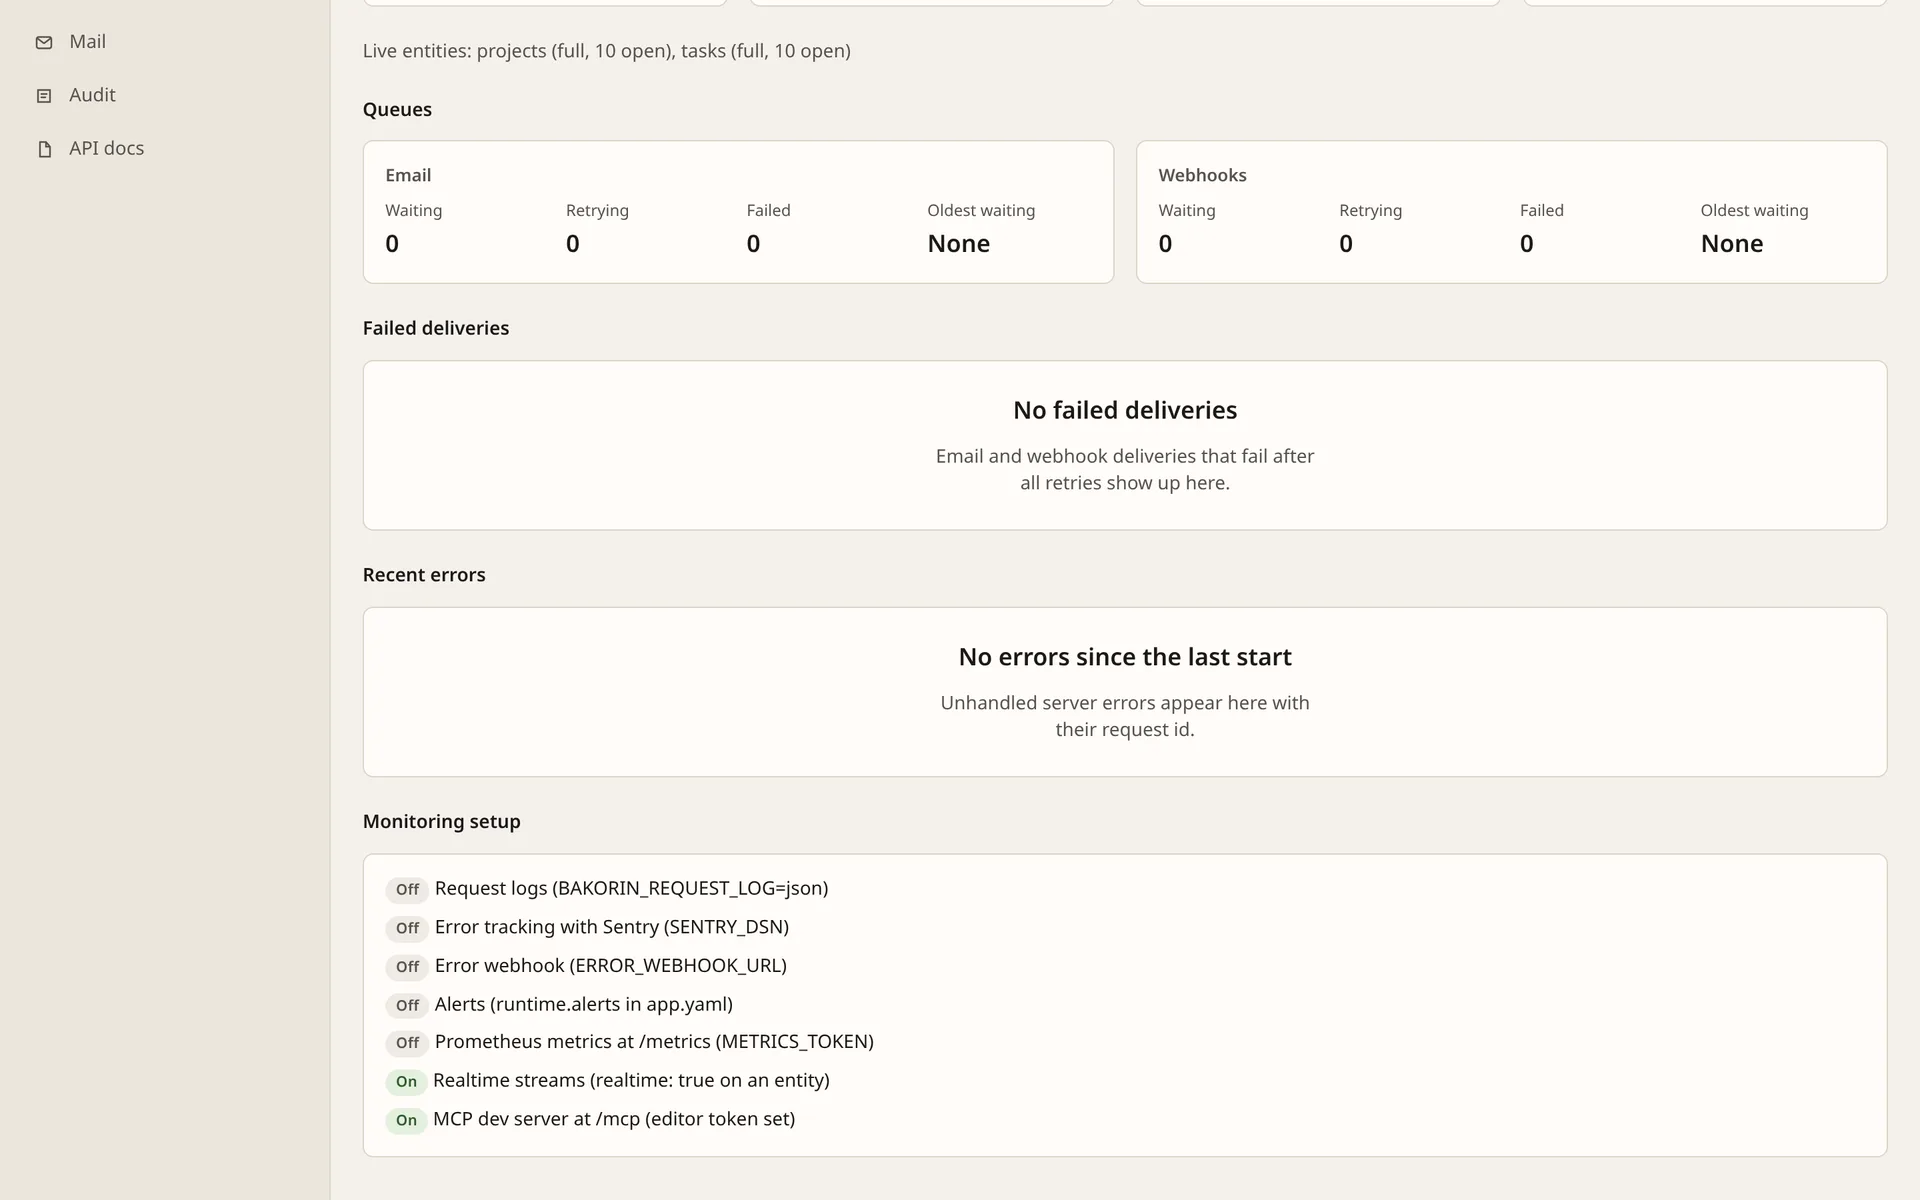 Mail
Audit
API docs
Live entities: projects (full, 10 open), tasks (full, 10 open)
Queues
Email
Waiting Retrying Failed Oldest waiting
0 0 0 None
Webhooks
Waiting Retrying Failed Oldest waiting
0 0 0 None
Failed deliveries
No failed deliveries
Email and webhook deliveries that fail after
all retries show up here.
Recent errors
No errors since the last start
Unhandled server errors appear here with
their request id.
Monitoring setup
Off Request logs (BAKORIN_REQUEST_LOG=json)
Off Error tracking with Sentry (SENTRY_DSN)
Off Error webhook (ERROR_WEBHOOK_URL)
Off Alerts (runtime.alerts in app.yaml)
Off Prometheus metrics at /metrics (METRICS_TOKEN)
On Realtime streams (realtime: true on an entity)
On MCP dev server at /mcp (editor token set)